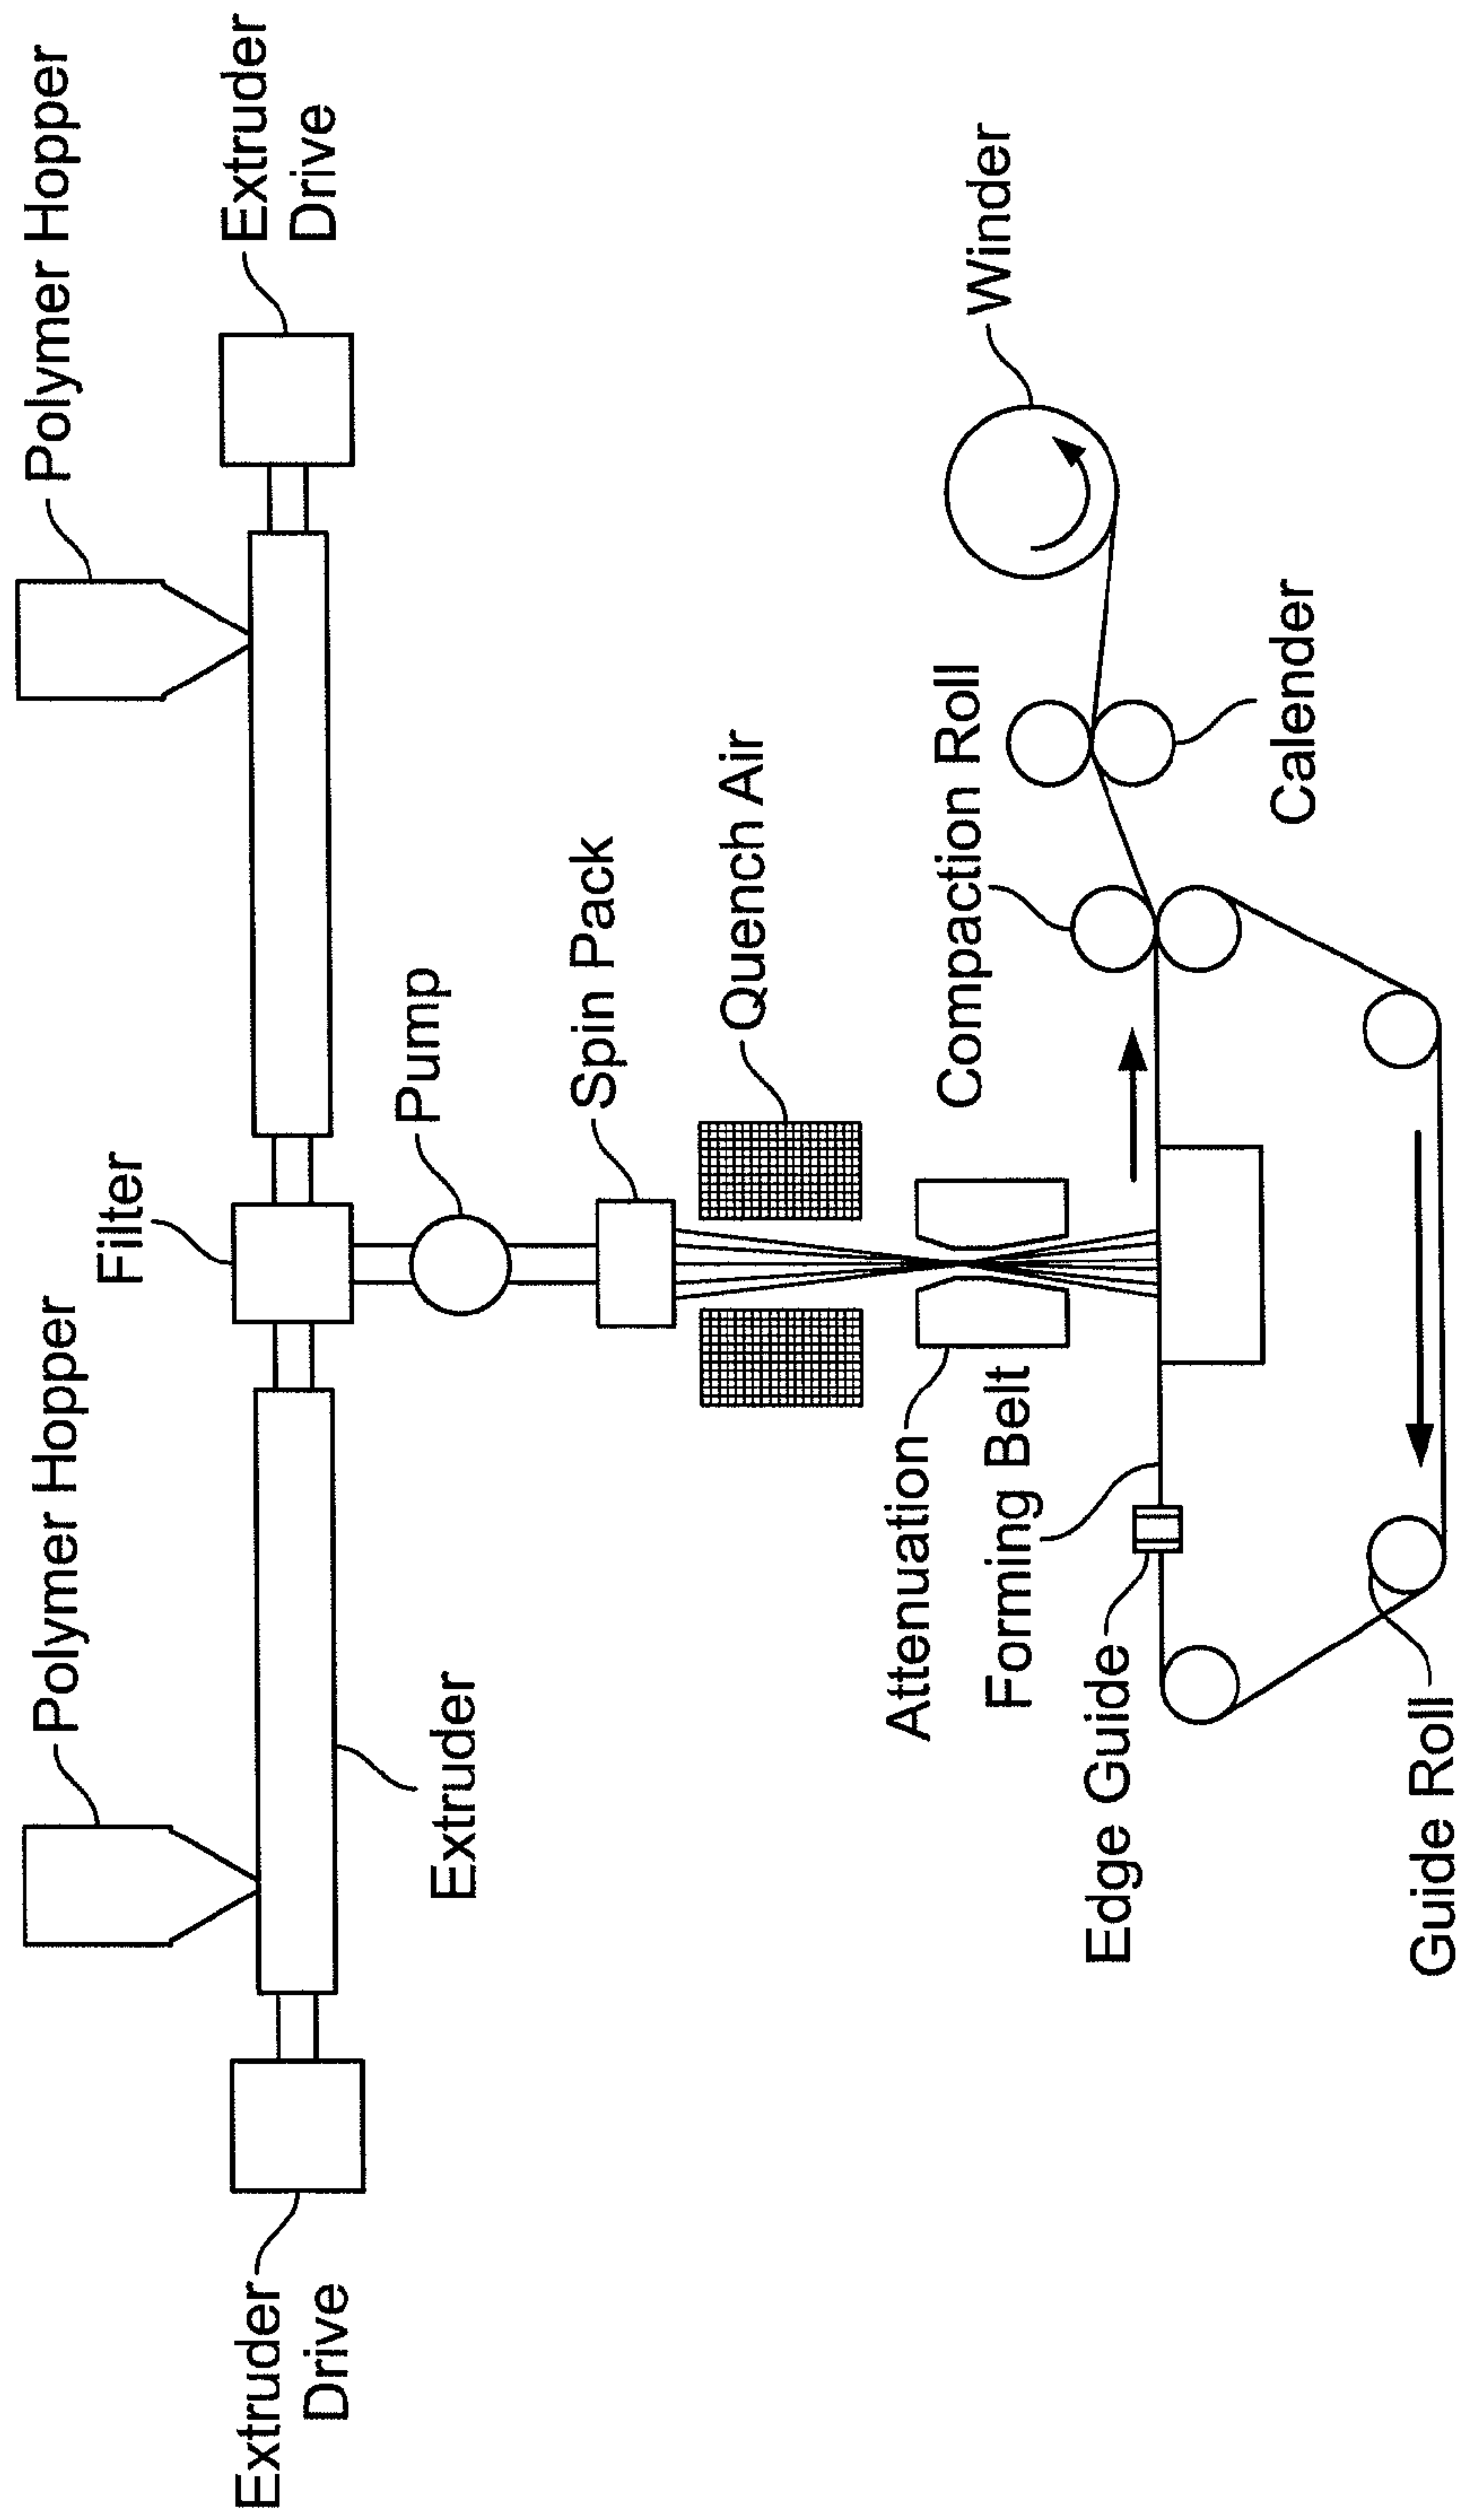 Polymer Hopper
Polymer Hopper
Filter
Extruder
Drive
Extruder
Drive
Extruder
Pump
Spin Pack
Quench Air
Attenuation
Compaction Roll
Winder
Forming Belt
Edge Guide
Calender
Guide Roll